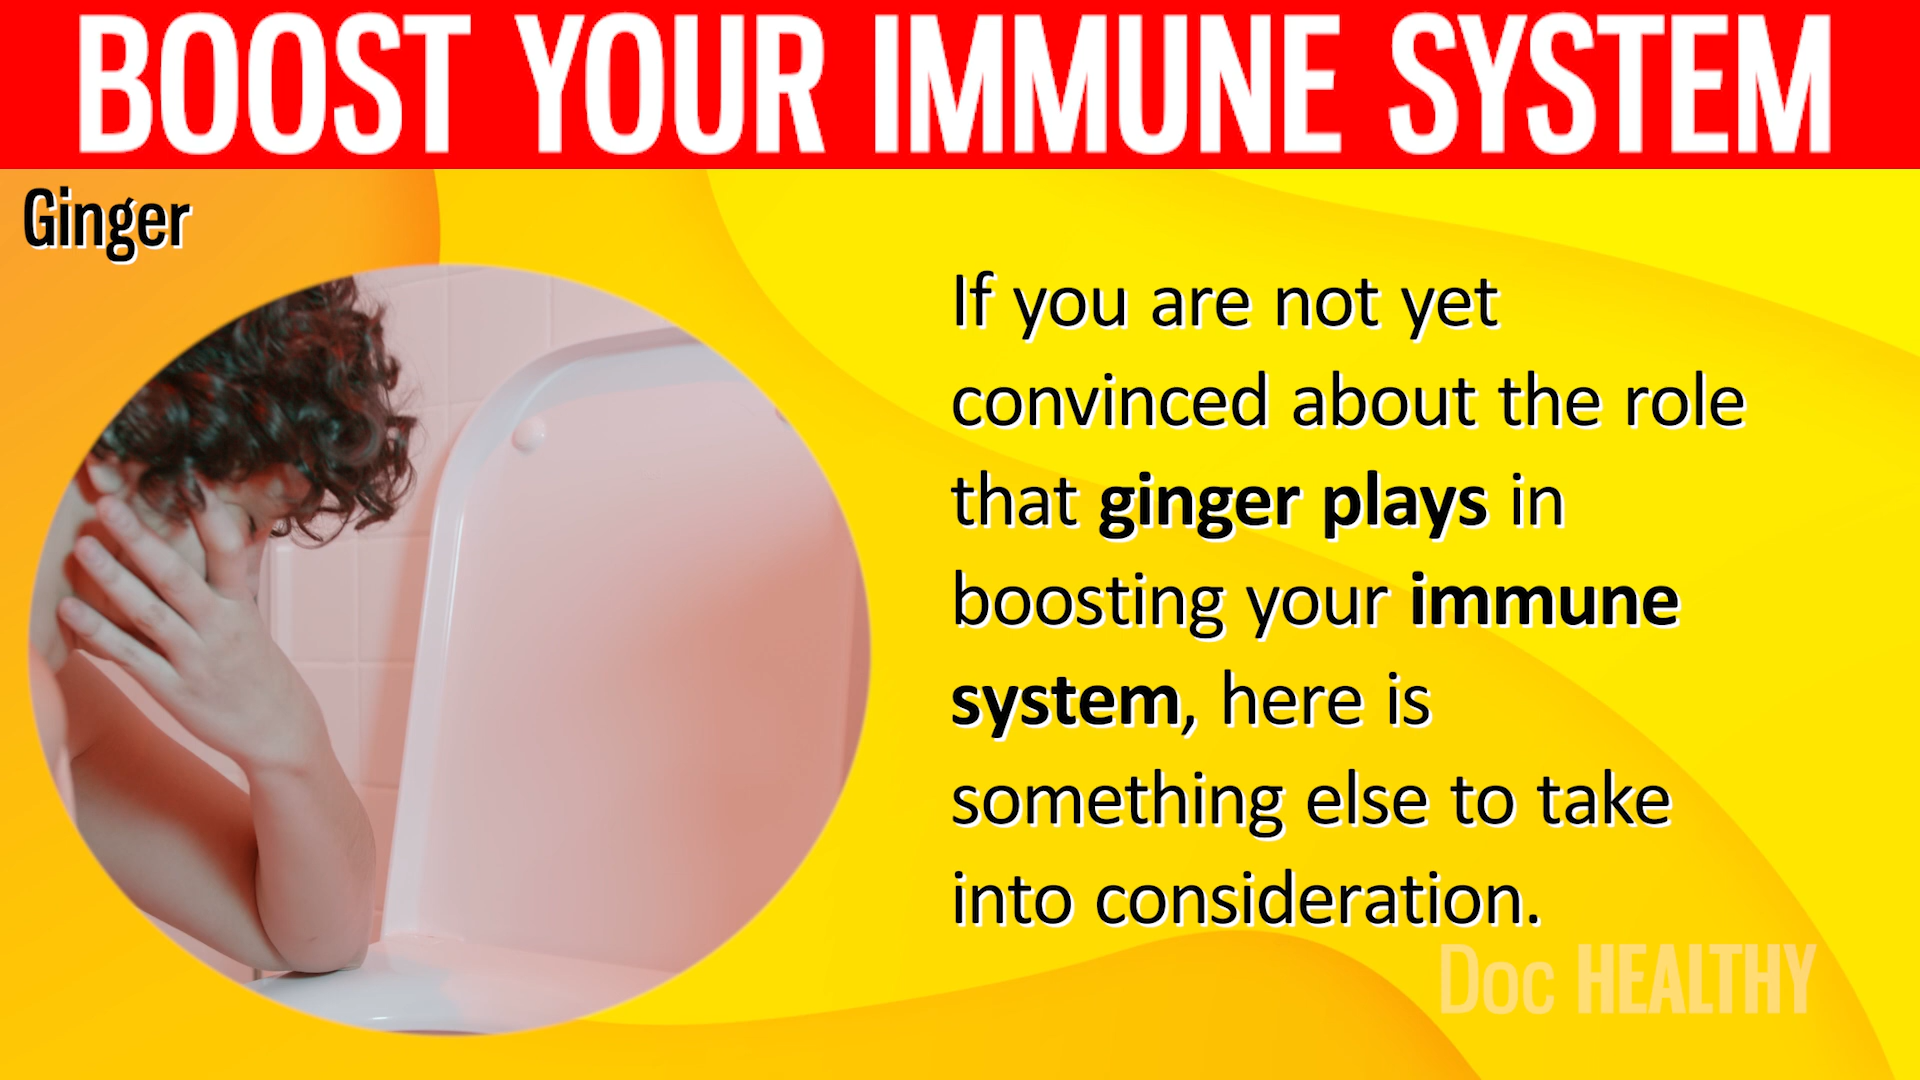 BOOST YOUR IMMUNE SYSTEM
Ginger
If you are not yet
convinced about the role
that ginger plays in
boosting your immune
system, here is
something else to take
into consideration.
Doc HEALTHY